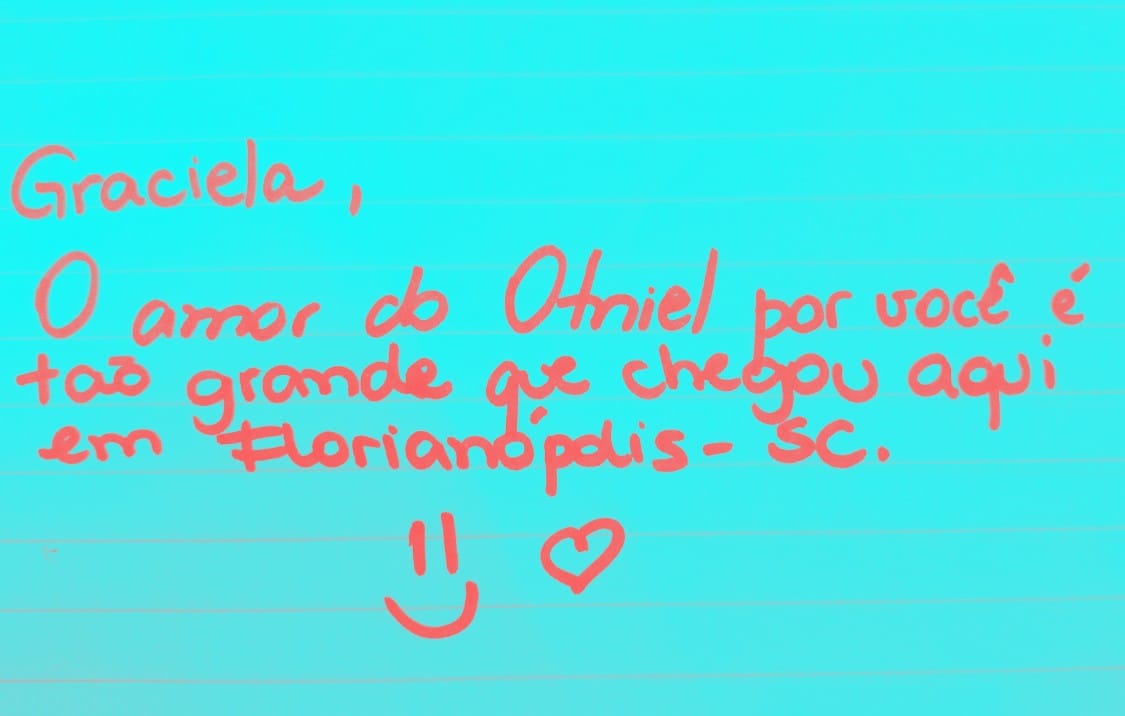 Graciela,
O amor do Otniel por você é
tão grande que chegou aqui
em Florianópolis - SC.